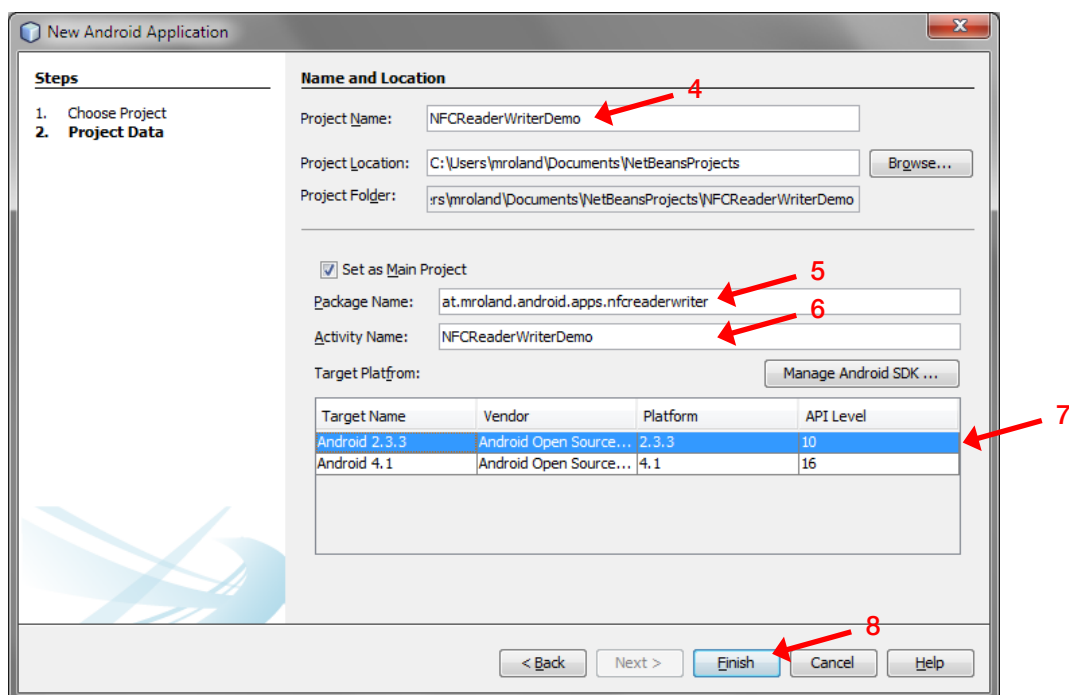 New Android Application
X
Steps
1. Choose Project
2. Project Data
Name and Location
4
Project Name: NFCReaderWriterDemo
Project Location: C:\Users\mroland\Documents\NetBeansProjects Browse...
Project Folder: rs\mroland\Documents\NetBeansProjects\NFCReaderWriterDemo
Set as Main Project
5
Package Name: at.mroland.android.apps.nfcreaderwriter
6
Activity Name: NFCReaderWriterDemo
Target Platfrom: Manage Android SDK ...
Target Name Vendor Platform API Level
7
Android 2.3.3 Android Open Source... 2.3.3 10
Android 4.1 Android Open Source... 4.1 16
8
< Back Next > Finish Cancel Help